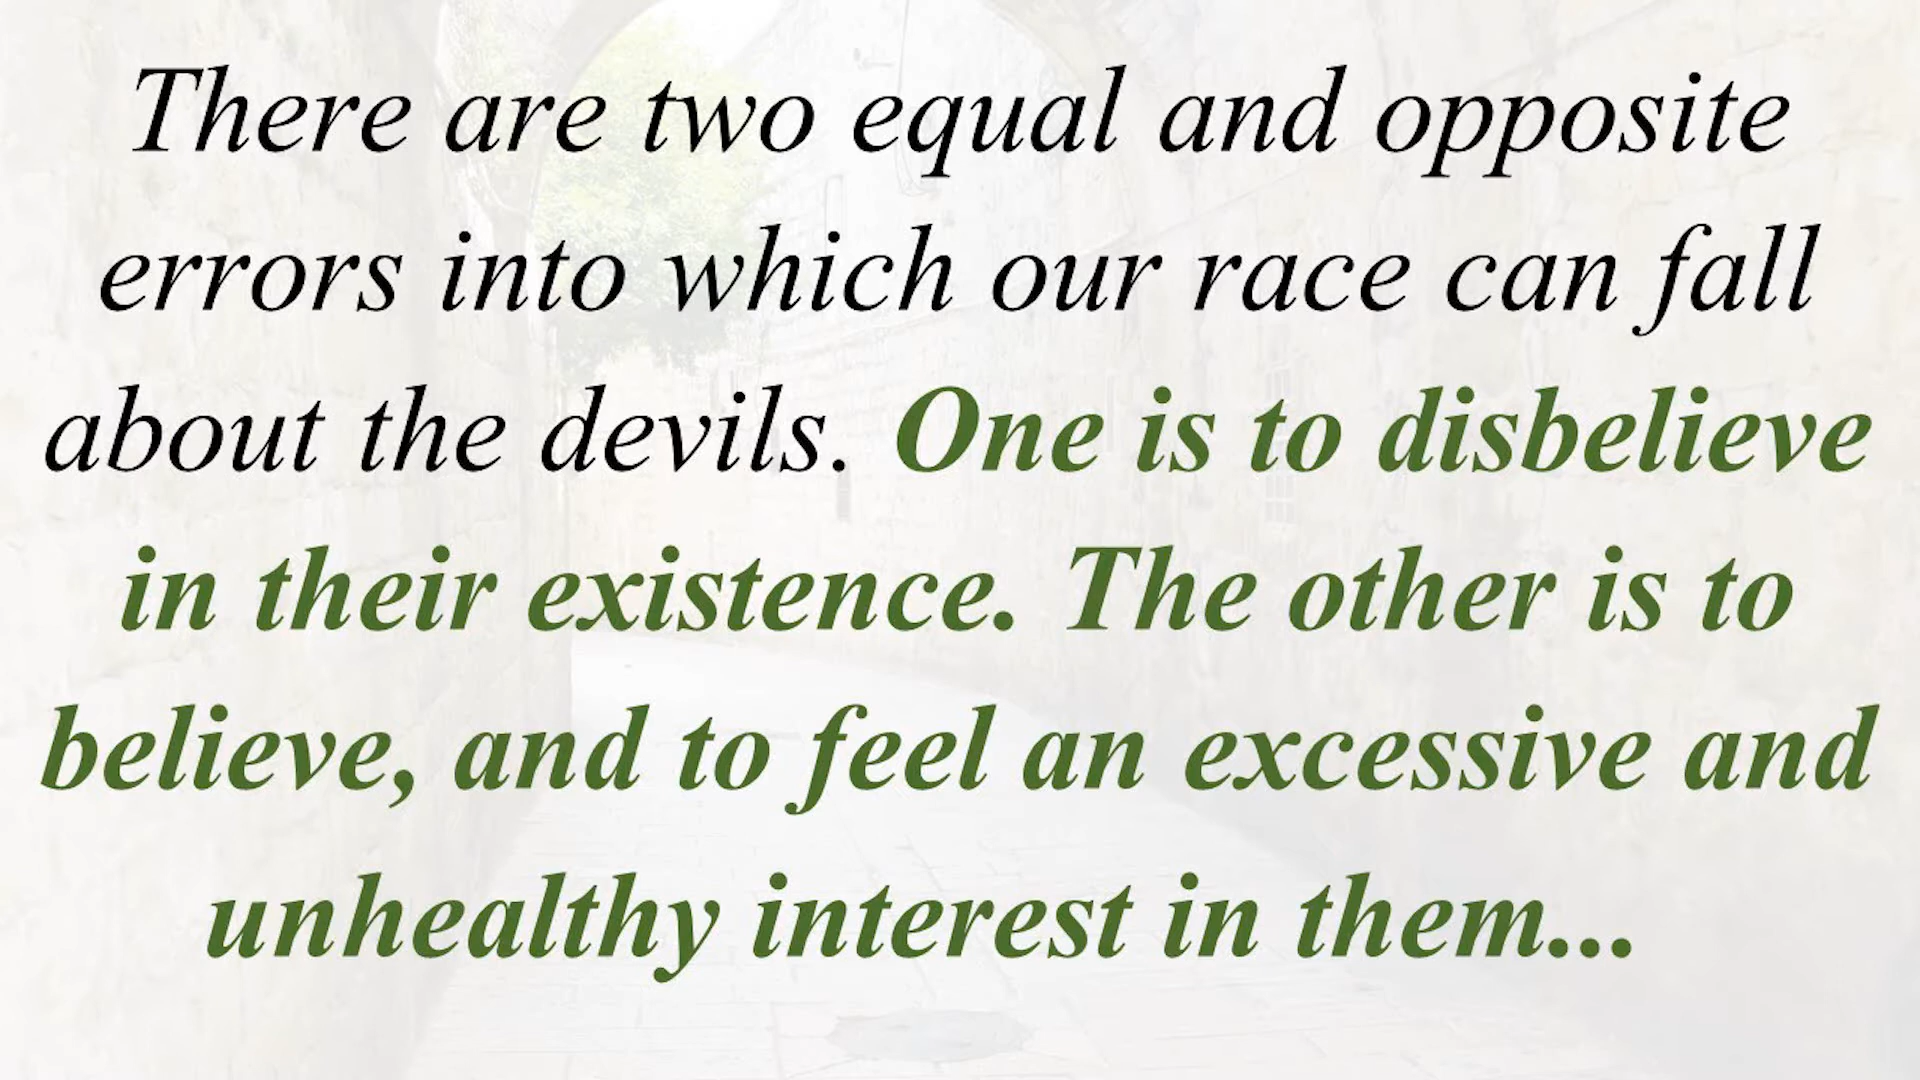 There are two equal and opposite
errors into which our race can fall
about the devils. One is to disbelieve
in their existence. The other is to
believe, and to feel an excessive and
unhealthy interest in them...